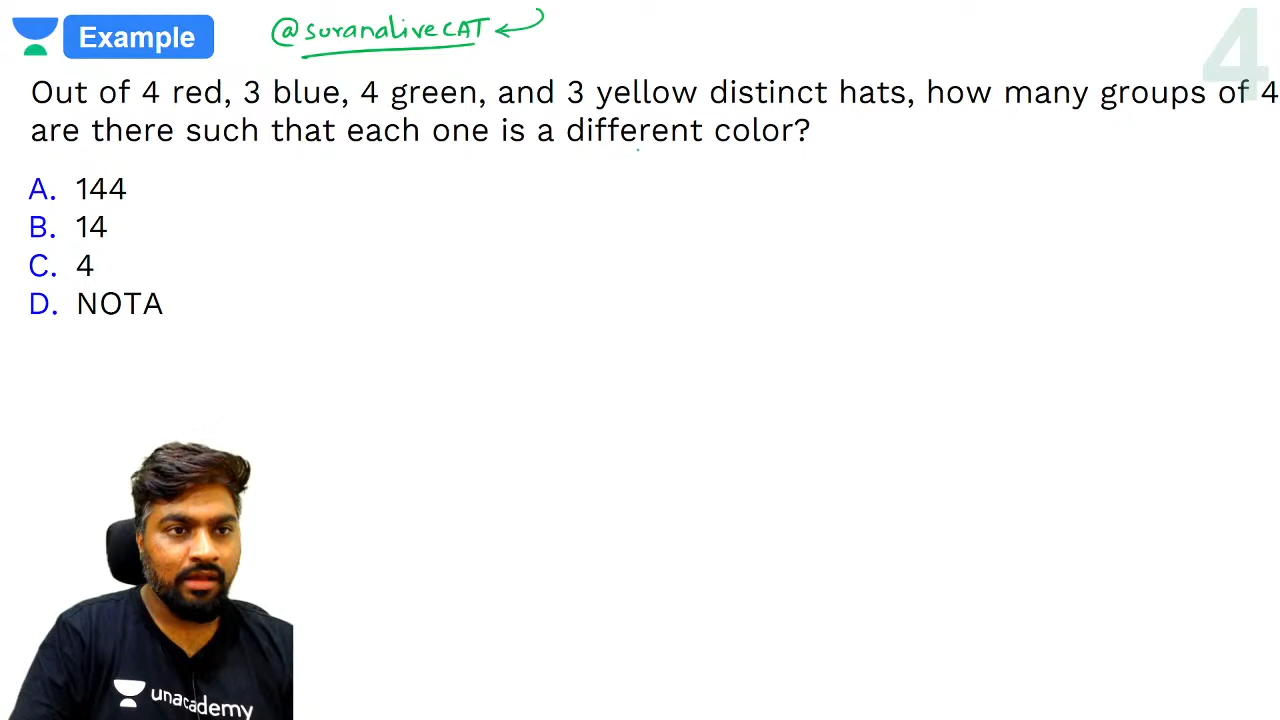 Example
@suranaliveCAT
4
Out of 4 red, 3 blue, 4 green, and 3 yellow distinct hats, how many groups of 4
are there such that each one is a different color?
A. 144
B. 14
C. 4
D. NOTA
unacademy